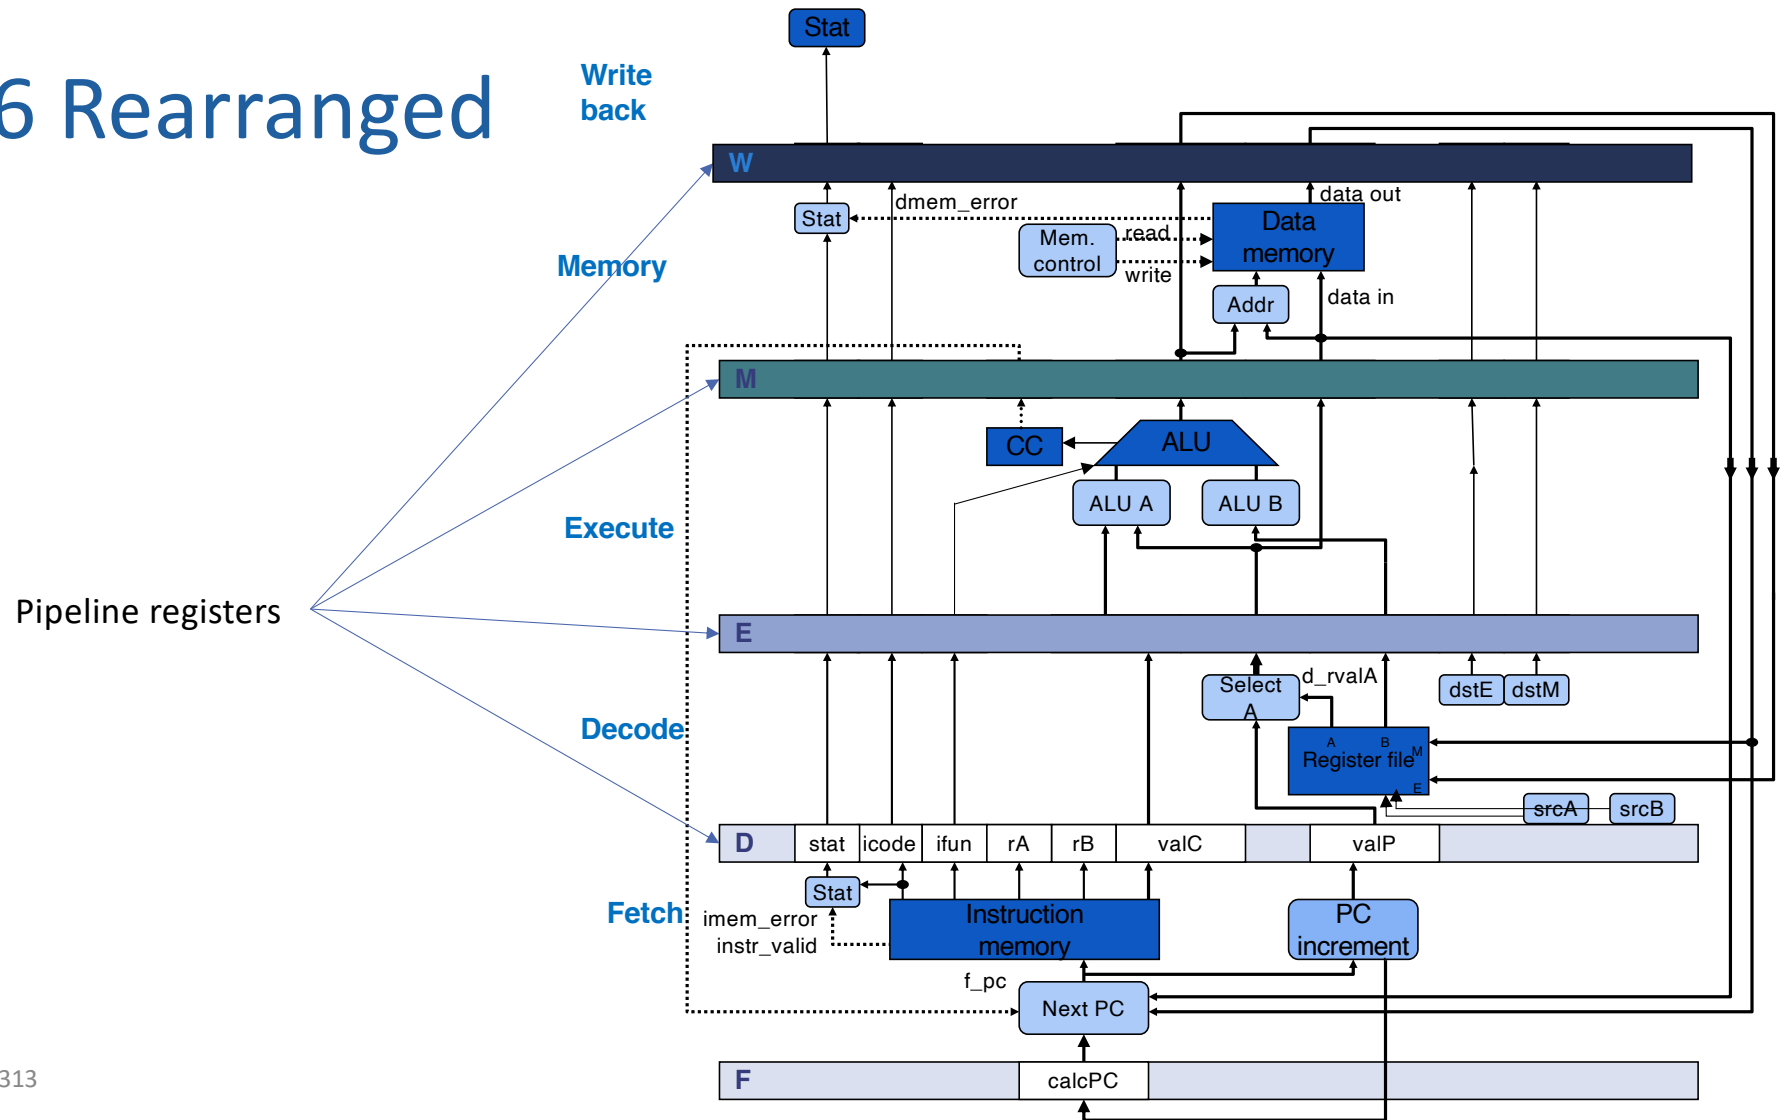 Stat
6 Rearranged
Write
back
W
dmem_error
data out
Stat
Data
memory
Mem.
control
read
write
Memory
Addr
data in
M
CC
ALU
ALU A
ALU B
Execute
Pipeline registers
E
Select
A
d_rvalA
dstE
dstM
Decode
A
B
M
Register file
E
srcA
srcB
D
stat
icode
ifun
rA
rB
valC
valP
Stat
Fetch
imem_error
instr_valid
Instruction
memory
PC
increment
f_pc
Next PC
F
calcPC
313